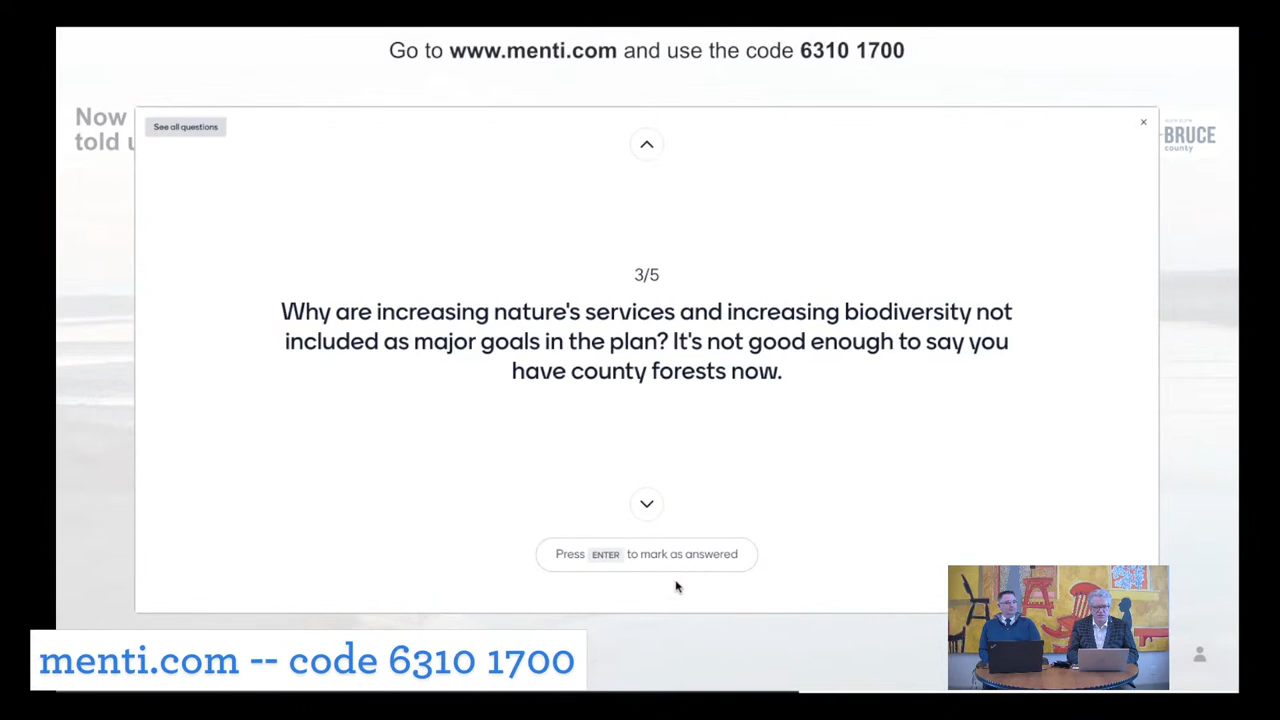 Go to www.menti.com and use the code 6310 1700
Now
told u
BRUCE
county
See all questions
3/5
Why are increasing nature's services and increasing biodiversity not
included as major goals in the plan? It's not good enough to say you
have county forests now.
Press ENTER to mark as answered
menti.com -- code 6310 1700